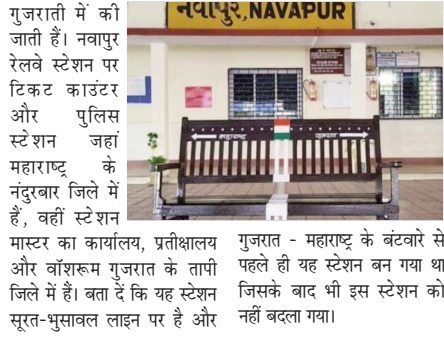 गुजराती में की
जाती हैं। नवापुर
रेलवे स्टेशन पर
टिकट काउंटर
और पुलिस
स्टेशन जहां
महाराष्ट्र के
नंदुरबार जिले में
हैं, वहीं स्टेशन
मास्टर का कार्यालय, प्रतीक्षालय
और वॉशरूम गुजरात के तापी
जिले में हैं। बता दें कि यह स्टेशन
सूरत-भुसावल लाइन पर है और
નવાપુર, NAVAPUR
महाराष्ट्र
ગુજરાત
गुजरात - महाराष्ट्र के बंटवारे से
पहले ही यह स्टेशन बन गया था
जिसके बाद भी इस स्टेशन को
नहीं बदला गया।